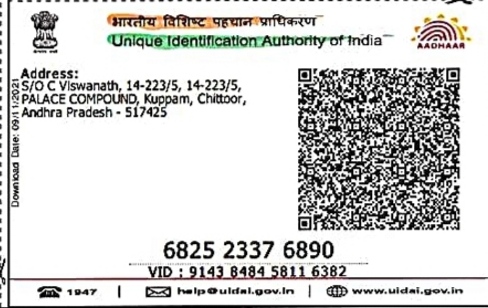 भारतीय विशिष्ट पहचान प्राधिकरण
Unique Identification Authority of India
AADHAAR
Download Date: 09/11/2021
Address:
S/O C Viswanath, 14-223/5, 14-223/5,
PALACE COMPOUND, Kuppam, Chittoor,
Andhra Pradesh - 517425
6825 2337 6890
VID : 9143 8484 5811 6382
1947 | help@uidai.gov.in | www.uidai.gov.in